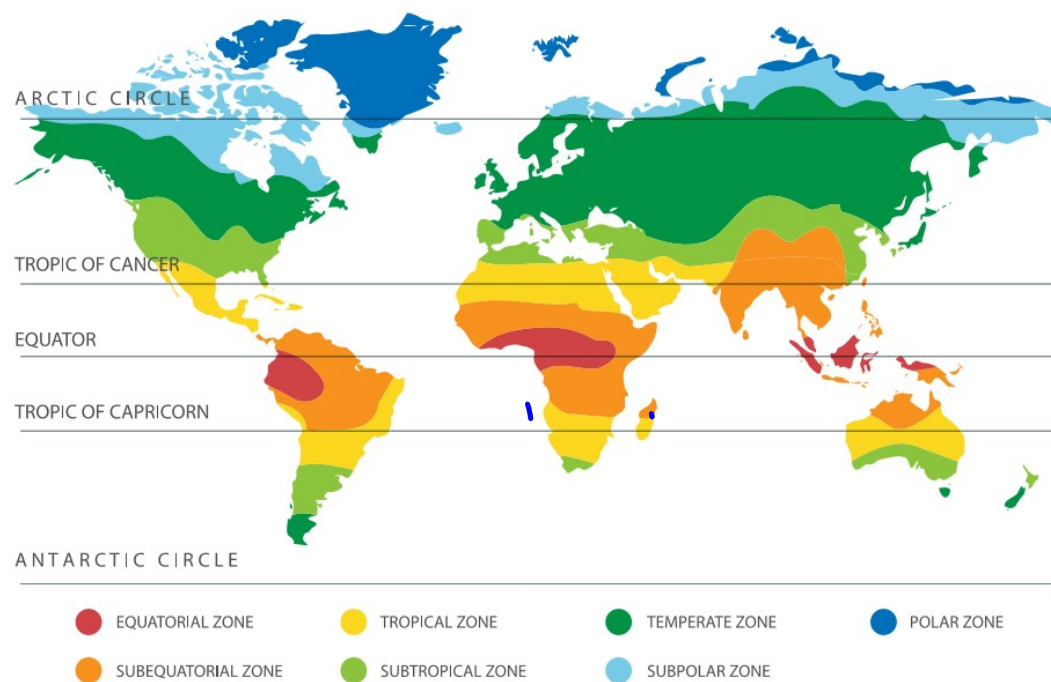 ARCTIC CIRCLE
TROPIC OF CANCER
EQUATOR
TROPIC OF CAPRICORN
ANTARCTIC CIRCLE
EQUATORIAL ZONE
TROPICAL ZONE
TEMPERATE ZONE
POLAR ZONE
SUBEQUATORIAL ZONE
SUBTROPICAL ZONE
SUBPOLAR ZONE